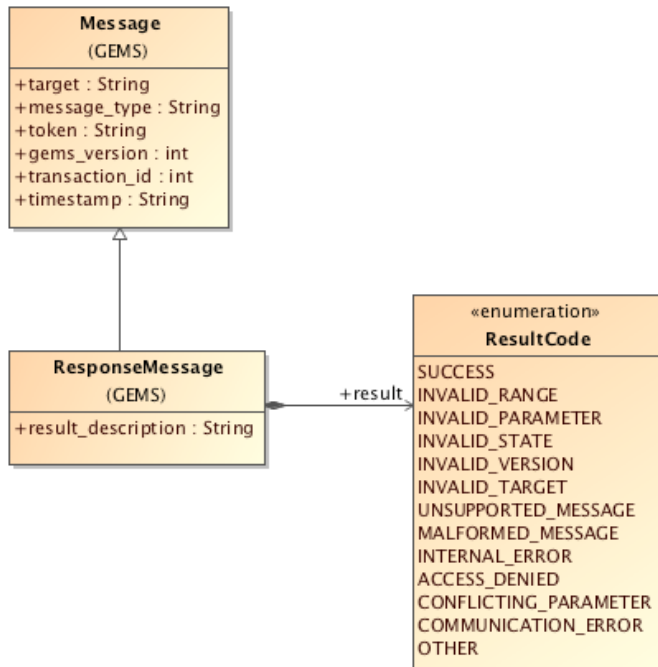 Message
(GEMS)
+target : String
+message_type : String
+token : String
+gems_version : int
+transaction_id : int
+timestamp : String
ResponseMessage
(GEMS)
+result_description : String
+result
«enumeration»
ResultCode
SUCCESS
INVALID_RANGE
INVALID_PARAMETER
INVALID_STATE
INVALID_VERSION
INVALID_TARGET
UNSUPPORTED_MESSAGE
MALFORMED_MESSAGE
INTERNAL_ERROR
ACCESS_DENIED
CONFLICTING_PARAMETER
COMMUNICATION_ERROR
OTHER